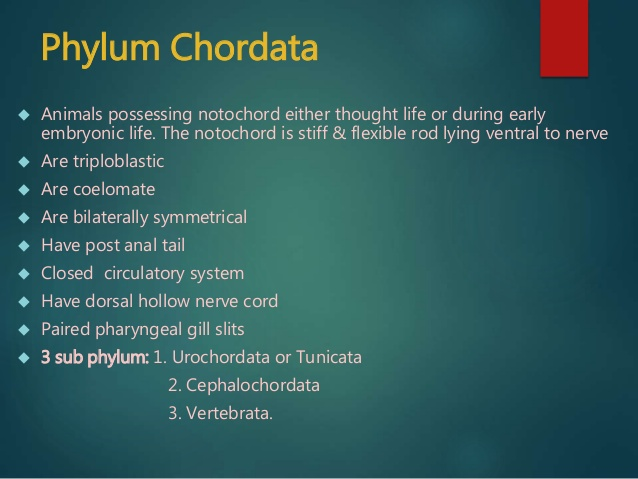 Phylum Chordata
Animals possessing notochord either thought life or during early
embryonic life. The notochord is stiff & flexible rod lying ventral to nerve
Are triploblastic
Are coelomate
Are bilaterally symmetrical
Have post anal tail
Closed circulatory system
Have dorsal hollow nerve cord
Paired pharyngeal gill slits
3 sub phylum: 1. Urochordata or Tunicata
2. Cephalochordata
3. Vertebrata.